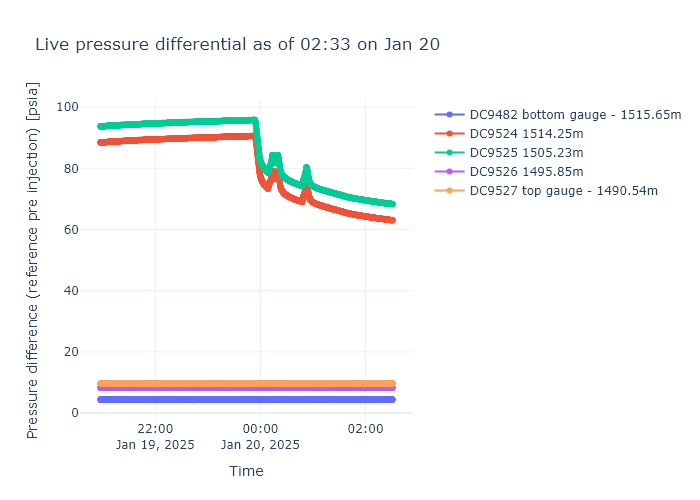 Live pressure differential as of 02:33 on Jan 20
Pressure difference (reference pre injection) [psia]
100
80
60
40
20
0
22:00
Jan 19, 2025
00:00
Jan 20, 2025
02:00
Time
DC9482 bottom gauge - 1515.65m
DC9524 1514.25m
DC9525 1505.23m
DC9526 1495.85m
DC9527 top gauge - 1490.54m